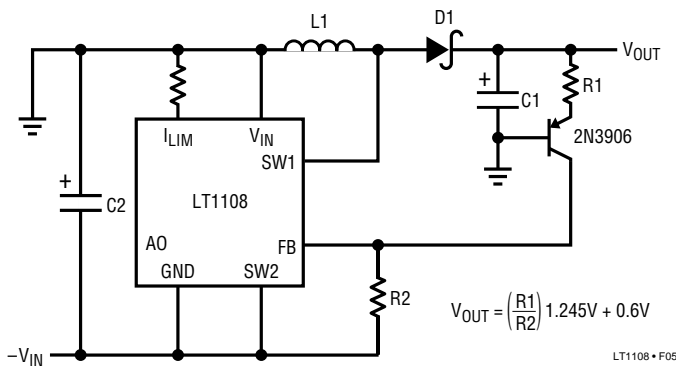 L1
D1
VOUT
R1
+
C1
2N3906
ILIM
VIN
SW1
+
C2
LT1108
AO
FB
GND
SW2
R2
VOUT = (R1/R2) 1.245V + 0.6V
–VIN
LT1108 • F05